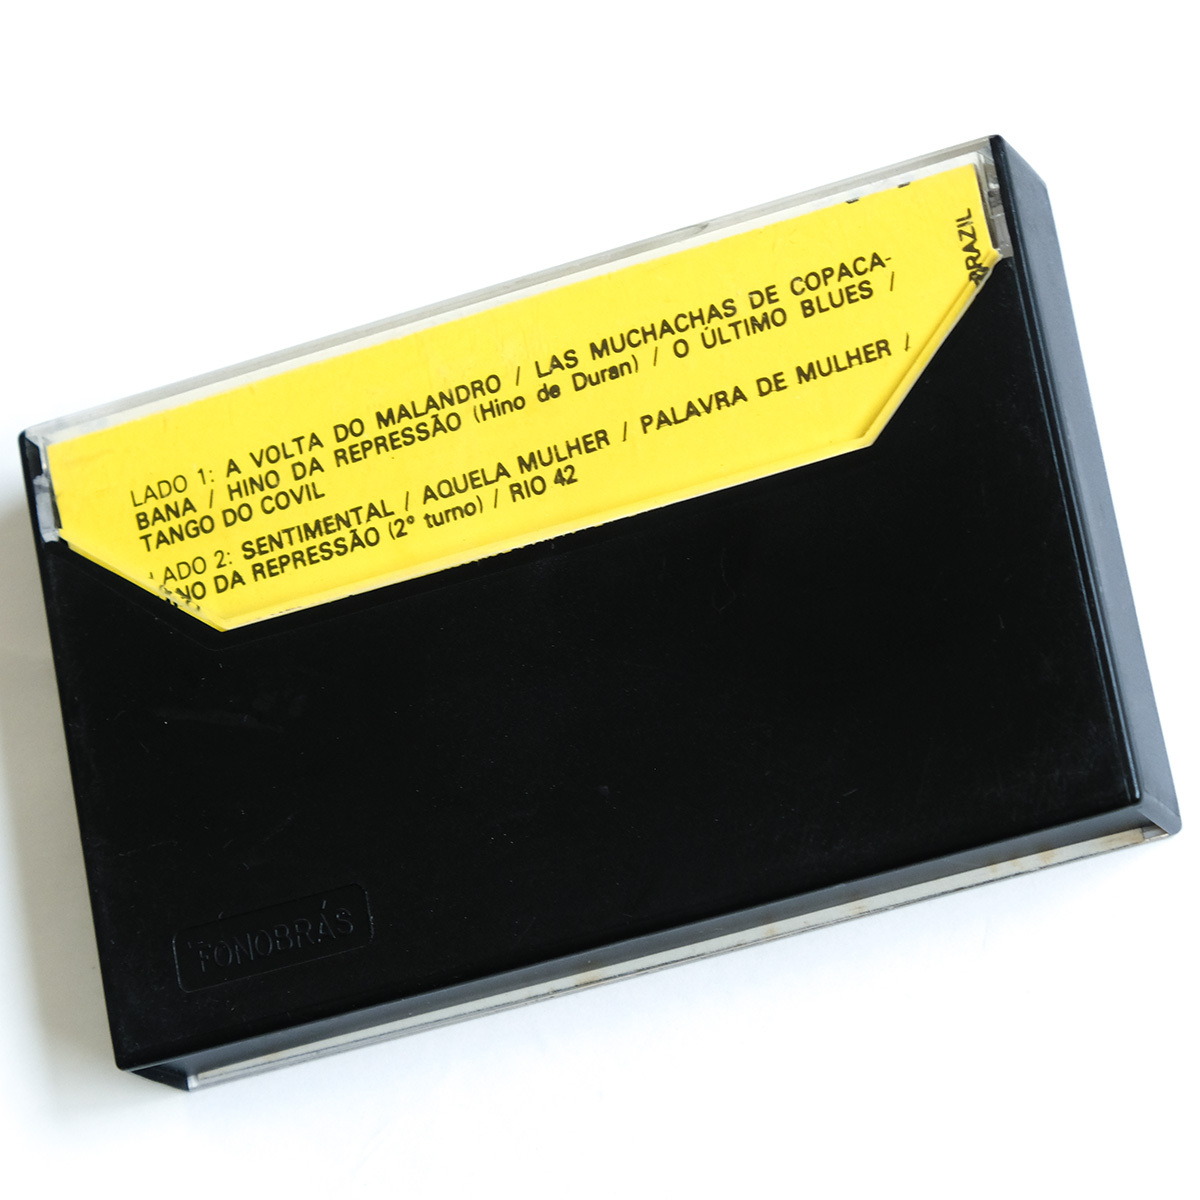 LADO 1: A VOLTA DO MALANDRO / LAS MUCHACHAS DE COPACA-
BANA / HINO DA REPRESSÃO (Hino de Duran) / O ÚLTIMO BLUES /
TANGO DO COVIL
LADO 2: SENTIMENTAL / AQUELA MULHER / PALAVRA DE MULHER /
DA REPRESSÃO (2º turno) / RIO 42
BRAZIL
FONOBRÁS